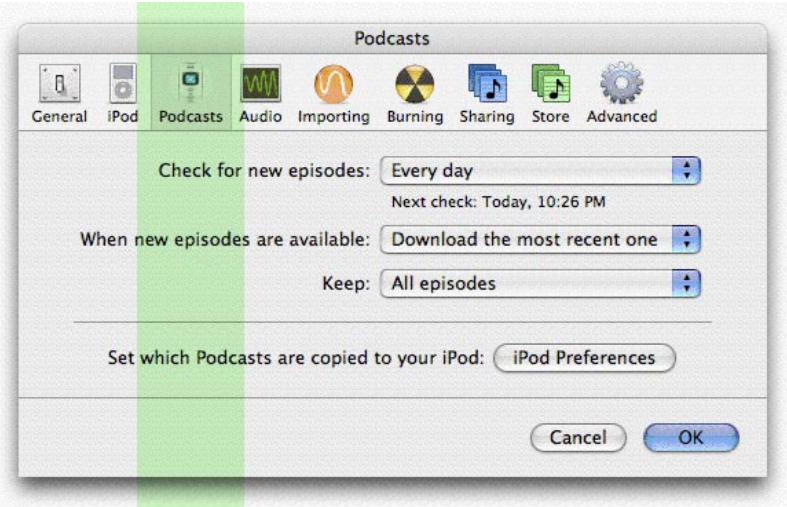 Podcasts
General iPod Podcasts Audio Importing Burning Sharing Store Advanced
Check for new episodes: Every day
Next check: Today, 10:26 PM
When new episodes are available: Download the most recent one
Keep: All episodes
Set which Podcasts are copied to your iPod: iPod Preferences
Cancel OK